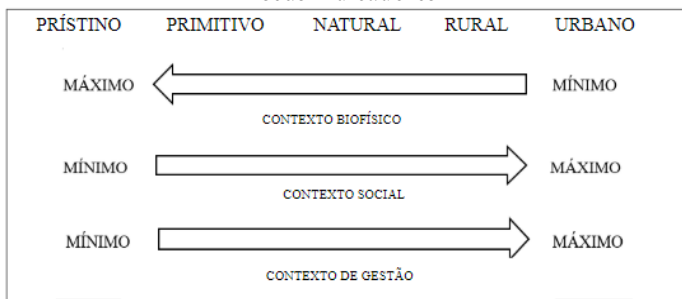 PRÍSTINO PRIMITIVO NATURAL RURAL URBANO
MÁXIMO MÍNIMO
CONTEXTO BIOFÍSICO
MÍNIMO MÁXIMO
CONTEXTO SOCIAL
MÍNIMO MÁXIMO
CONTEXTO DE GESTÃO